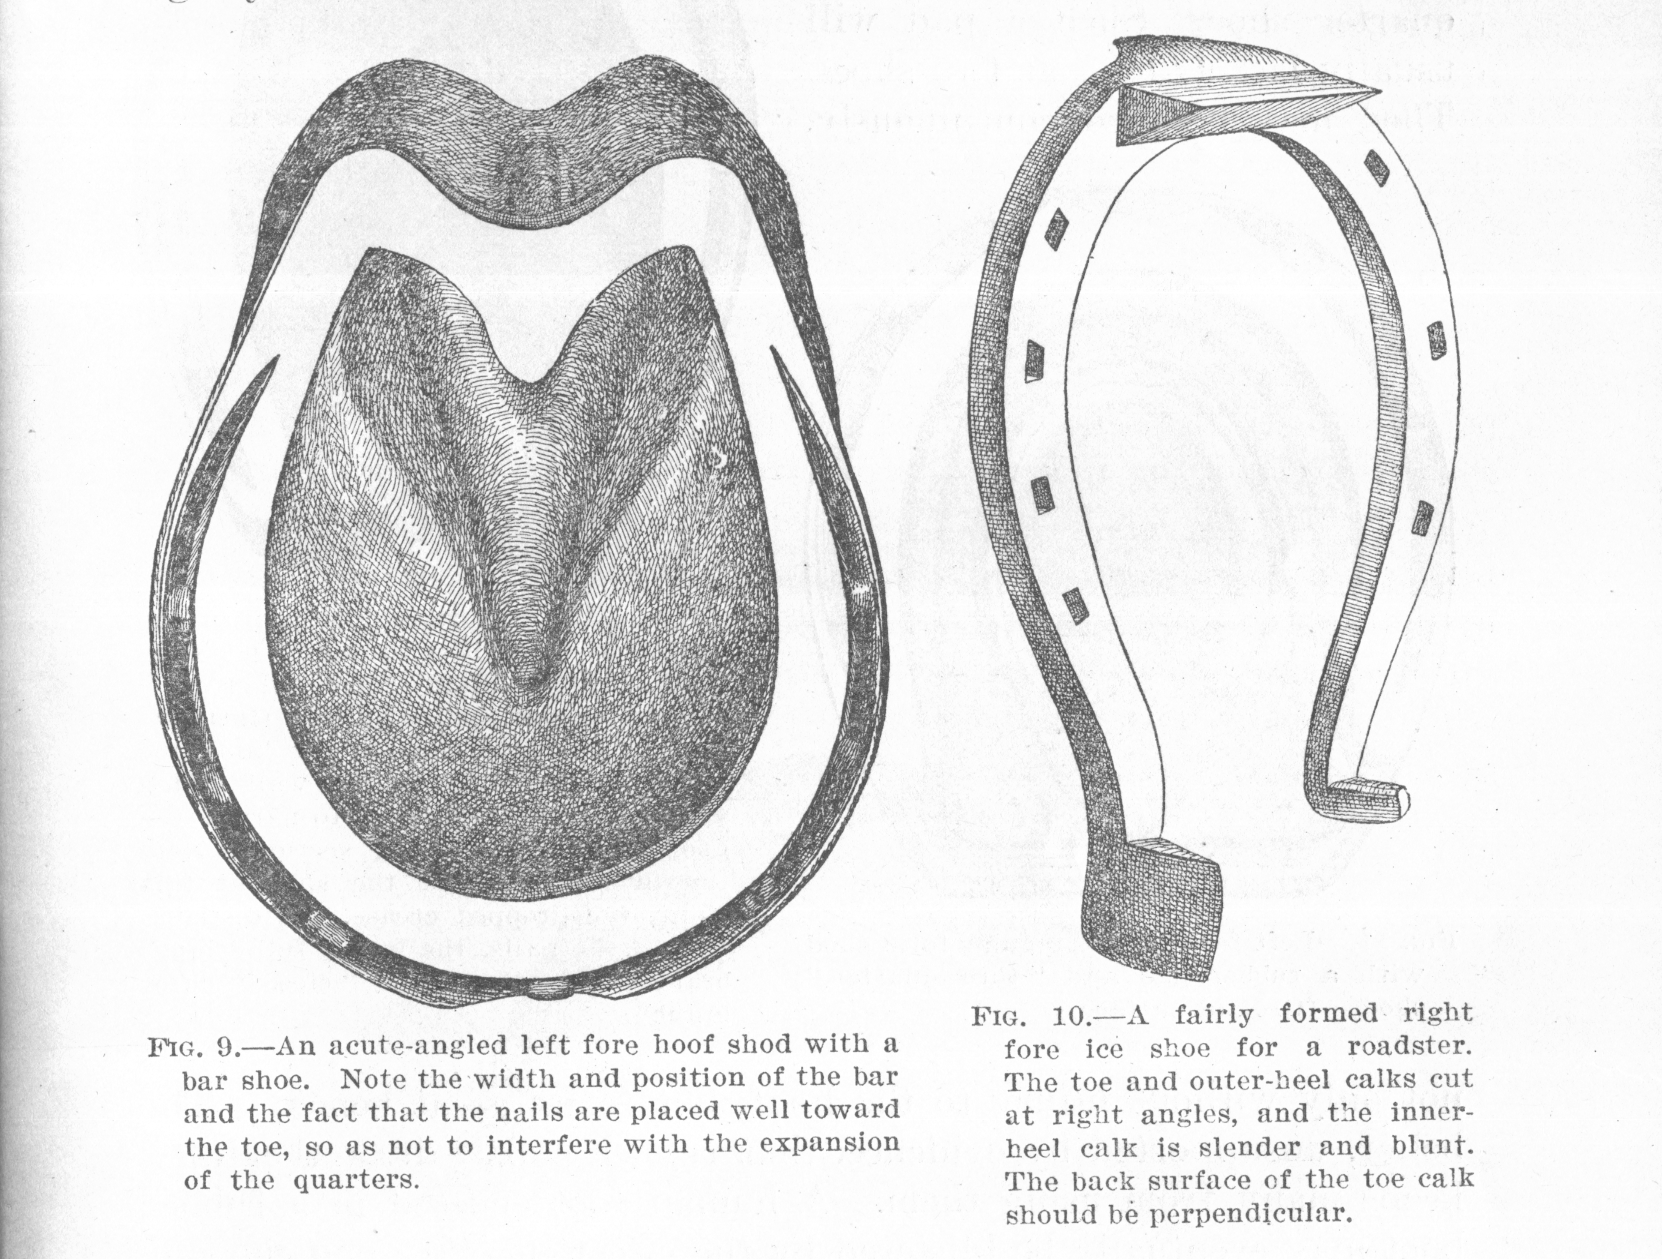 FIG. 9.—An acute-angled left fore hoof shod with a
bar shoe. Note the width and position of the bar
and the fact that the nails are placed well toward
the toe, so as not to interfere with the expansion
of the quarters.
FIG. 10.—A fairly formed right
fore ice shoe for a roadster.
The toe and outer-heel calks cut
at right angles, and the inner-
heel calk is slender and blunt.
The back surface of the toe calk
should be perpendicular.